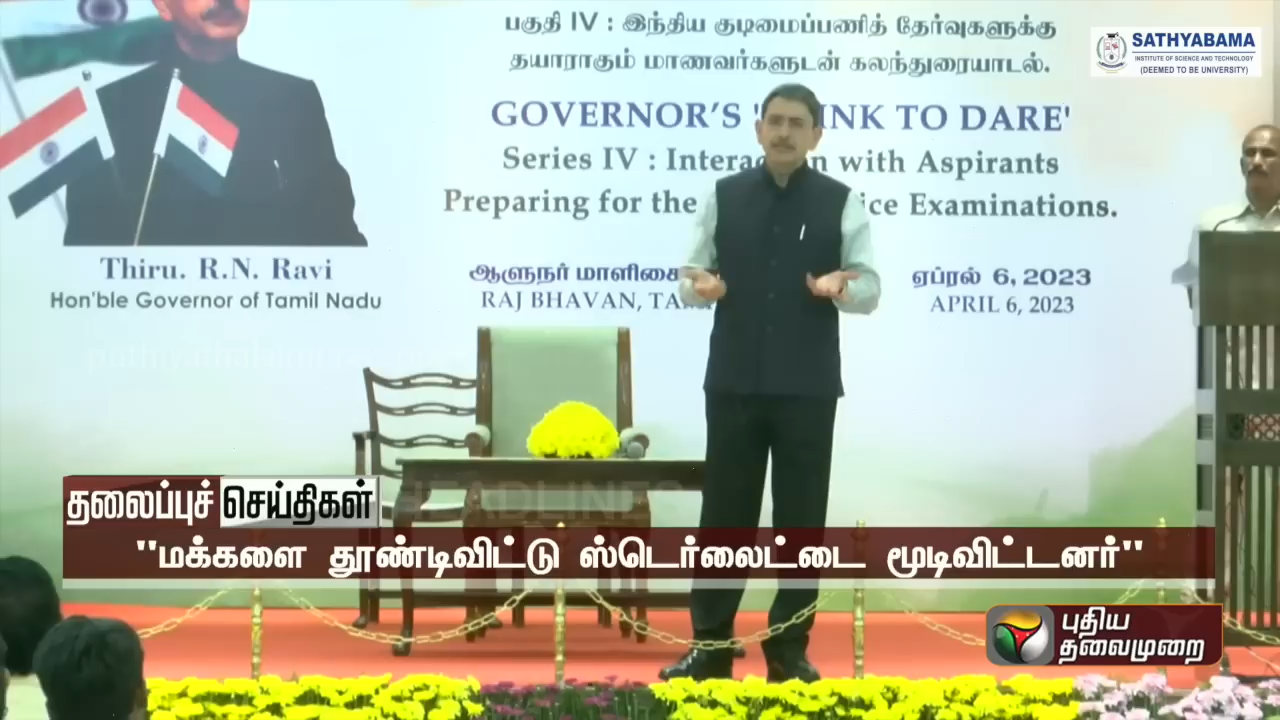 பகுதி IV : இந்திய குடிமைப்பணித் தேர்வுகளுக்கு
தயாராகும் மாணவர்களுடன் கலந்துரையாடல்.
SATHYABAMA
INSTITUTE OF SCIENCE AND TECHNOLOGY
(DEEMED TO BE UNIVERSITY)
GOVERNOR'S 'INK TO DARE'
Series IV : Interac n with Aspirants
Preparing for the ice Examinations.
Thiru. R.N. Ravi
Hon'ble Governor of Tamil Nadu
ஆளுநர் மாளிகை
ஏப்ரல் 6, 2023
RAJ BHAVAN, TA
APRIL 6, 2023
தலைப்புச் செய்திகள்
HEADLINES
"மக்களை தூண்டிவிட்டு ஸ்டெர்லைட்டை மூடிவிட்டனர்"
புதிய
தலைமுறை